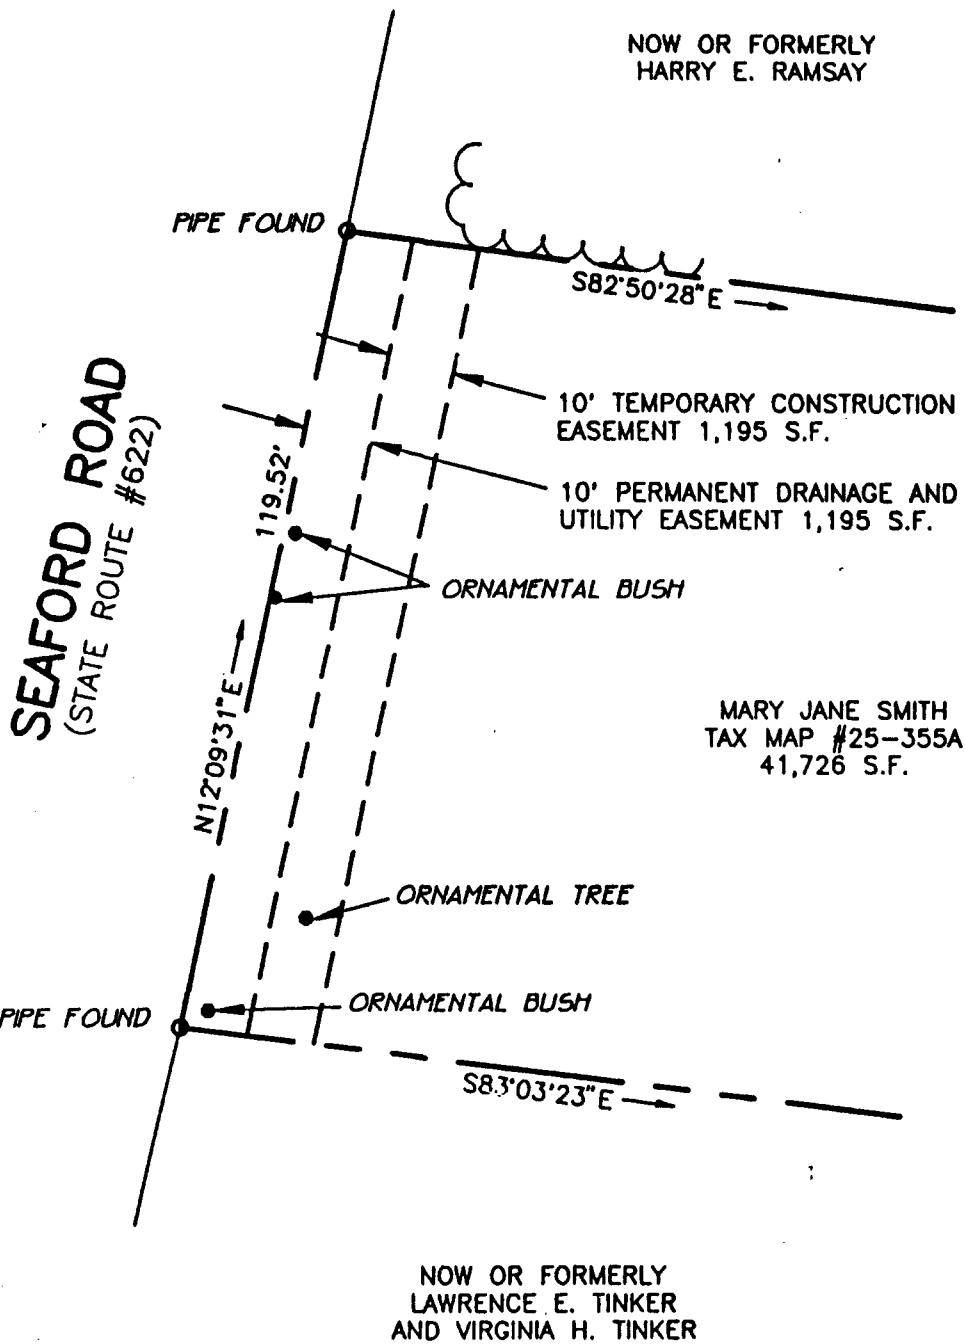 NOW OR FORMERLY
HARRY E. RAMSAY
PIPE FOUND
S82°50'28"E
SEAFORD ROAD
(STATE ROUTE #622)
119.52'
10' TEMPORARY CONSTRUCTION
EASEMENT 1,195 S.F.
10' PERMANENT DRAINAGE AND
UTILITY EASEMENT 1,195 S.F.
ORNAMENTAL BUSH
N12°09'31"E
MARY JANE SMITH
TAX MAP #25-355A
41,726 S.F.
ORNAMENTAL TREE
ORNAMENTAL BUSH
PIPE FOUND
S83°03'23"E
NOW OR FORMERLY
LAWRENCE E. TINKER
AND VIRGINIA H. TINKER